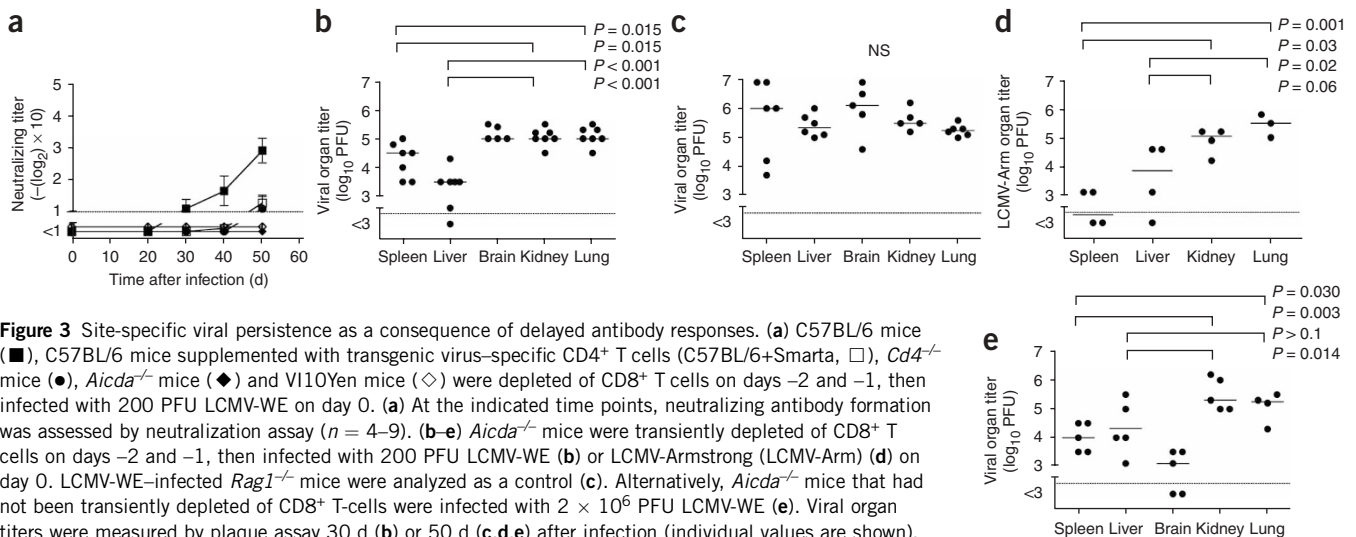 a
Neutralizing titer
(–(log₂) × 10)
5
4
3
2
1
<1
0
10
20
30
40
50
60
Time after infection (d)
b
P = 0.015
P = 0.015
P < 0.001
P < 0.001
Viral organ titer
(log₁₀ PFU)
7
6
5
4
3
<3
Spleen Liver Brain Kidney Lung
c
NS
Viral organ titer
(log₁₀ PFU)
7
6
5
4
3
<3
Spleen Liver Brain Kidney Lung
d
P = 0.001
P = 0.03
P = 0.02
P = 0.06
LCMV-Arm organ titer
(log₁₀ PFU)
7
6
5
4
3
<3
Spleen Liver Kidney Lung
e
P = 0.030
P = 0.003
P > 0.1
P = 0.014
Viral organ titer
(log₁₀ PFU)
7
6
5
4
3
<3
Spleen Liver Brain Kidney Lung
Figure 3 Site-specific viral persistence as a consequence of delayed antibody responses. (a) C57BL/6 mice
(■), C57BL/6 mice supplemented with transgenic virus–specific CD4⁺ T cells (C57BL/6+Smarta, □), Cd4⁻/⁻
mice (●), Aicda⁻/⁻ mice (◆) and VI10Yen mice (◇) were depleted of CD8⁺ T cells on days –2 and –1, then
infected with 200 PFU LCMV-WE on day 0. (a) At the indicated time points, neutralizing antibody formation
was assessed by neutralization assay (n = 4–9). (b–e) Aicda⁻/⁻ mice were transiently depleted of CD8⁺ T
cells on days –2 and –1, then infected with 200 PFU LCMV-WE (b) or LCMV-Armstrong (LCMV-Arm) (d) on
day 0. LCMV-WE–infected Rag1⁻/⁻ mice were analyzed as a control (c). Alternatively, Aicda⁻/⁻ mice that had
not been transiently depleted of CD8⁺ T-cells were infected with 2 × 10⁶ PFU LCMV-WE (e). Viral organ
titers were measured by plaque assay 30 d (b) or 50 d (c,d,e) after infection (individual values are shown).